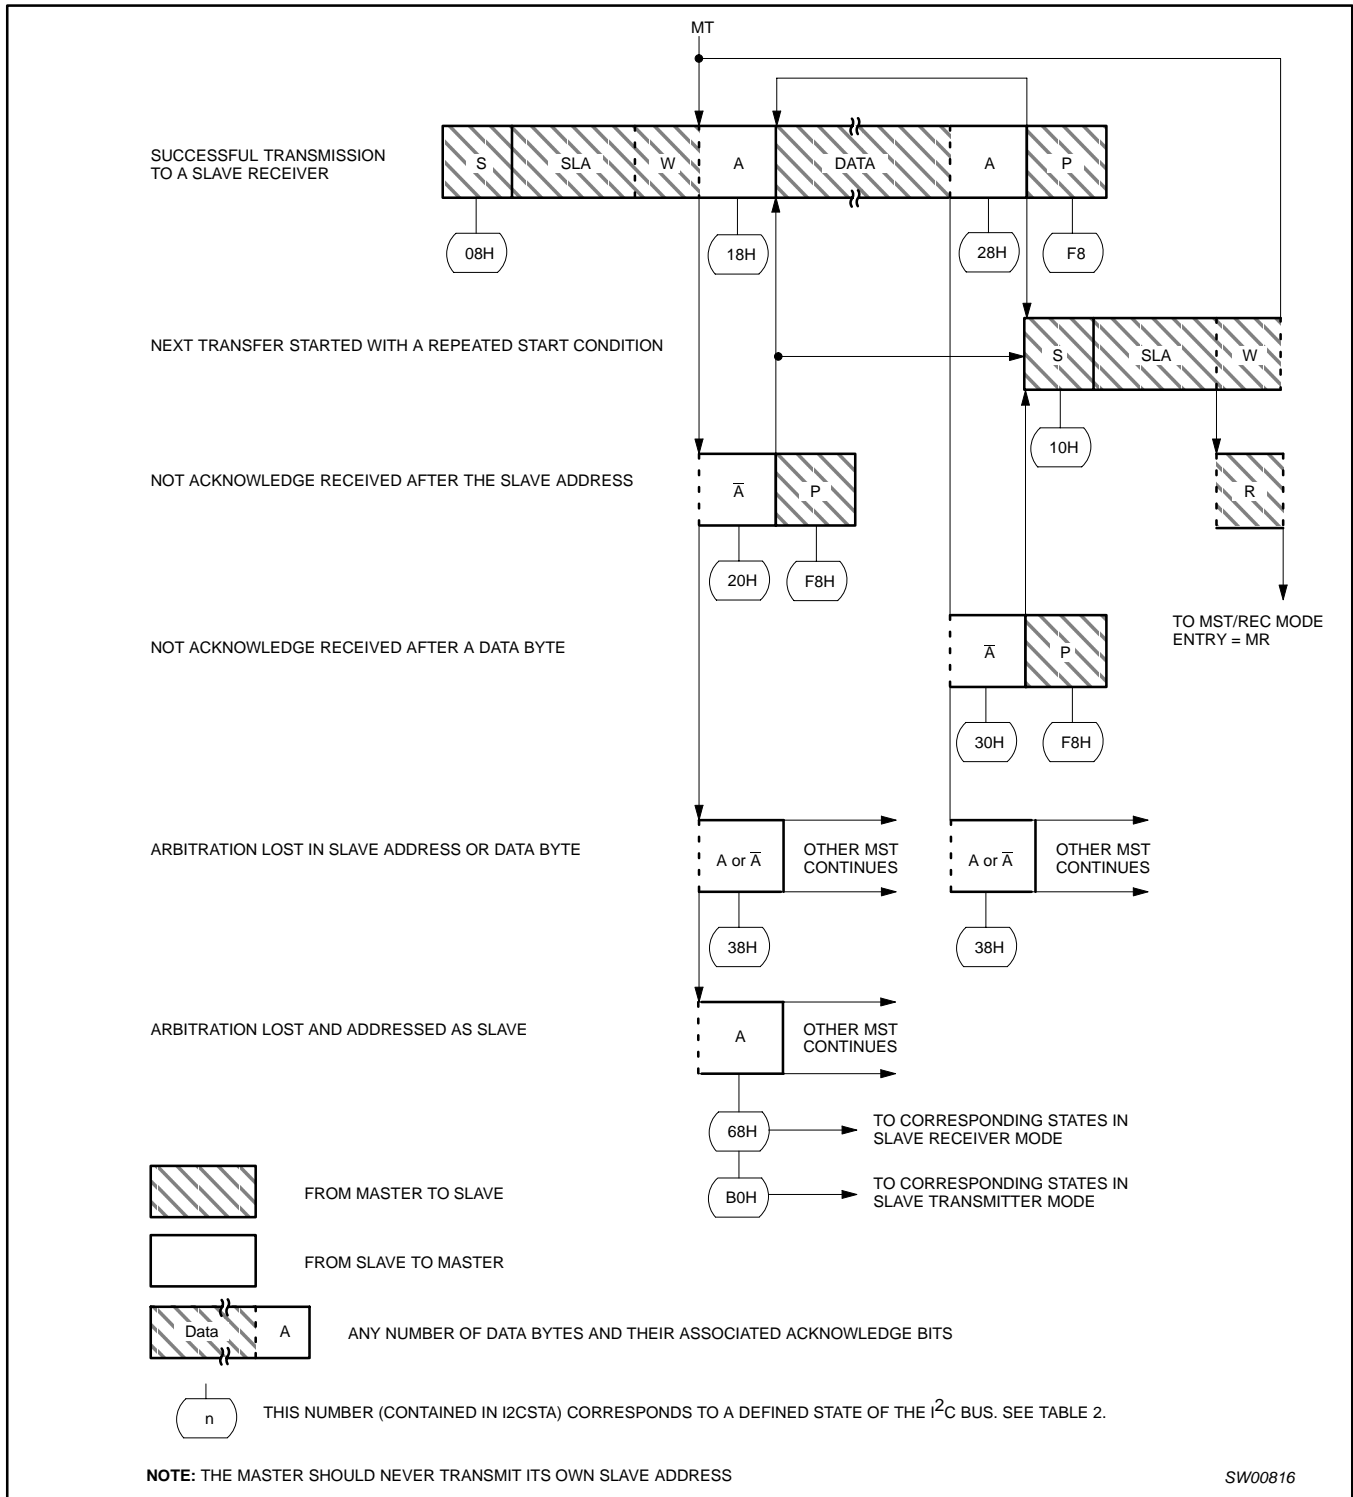 MT
SUCCESSFUL TRANSMISSION
TO A SLAVE RECEIVER
S SLA W A DATA A P
08H 18H 28H F8
NEXT TRANSFER STARTED WITH A REPEATED START CONDITION
S SLA W
10H
NOT ACKNOWLEDGE RECEIVED AFTER THE SLAVE ADDRESS
A̅ P R
20H F8H
TO MST/REC MODE
ENTRY = MR
NOT ACKNOWLEDGE RECEIVED AFTER A DATA BYTE
A̅ P
30H F8H
ARBITRATION LOST IN SLAVE ADDRESS OR DATA BYTE
A or A̅ OTHER MST
CONTINUES
A or A̅ OTHER MST
CONTINUES
38H 38H
ARBITRATION LOST AND ADDRESSED AS SLAVE
A OTHER MST
CONTINUES
68H TO CORRESPONDING STATES IN
SLAVE RECEIVER MODE
B0H TO CORRESPONDING STATES IN
SLAVE TRANSMITTER MODE
FROM MASTER TO SLAVE
FROM SLAVE TO MASTER
Data A ANY NUMBER OF DATA BYTES AND THEIR ASSOCIATED ACKNOWLEDGE BITS
n THIS NUMBER (CONTAINED IN I2CSTA) CORRESPONDS TO A DEFINED STATE OF THE I²C BUS. SEE TABLE 2.
NOTE: THE MASTER SHOULD NEVER TRANSMIT ITS OWN SLAVE ADDRESS
SW00816